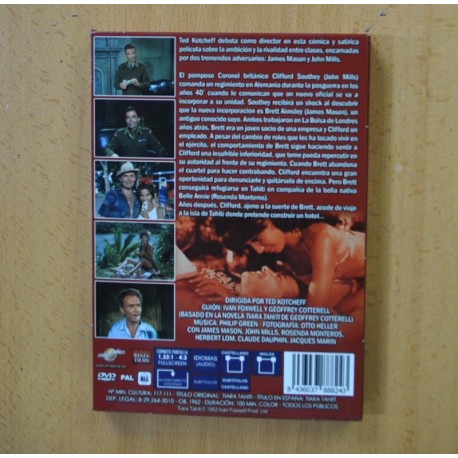 Ted Kotcheff debuta como director en esta cómica y satírica
película sobre la ambición y la rivalidad entre clases, encarnadas
por dos tremendos adversarios: James Mason y John Mills.
El pomposo Coronel británico Clifford Southey (John Mills)
comanda un regimiento en Alemania durante la posguerra en los
años 40' cuando le comunican que un nuevo oficial se va a
incorporar a su unidad. Southey recibirá un shock al descubrir
que la nueva incorporación es Brett Aimsley (James Mason), un
antiguo conocido suyo. Ambos trabajaron en La Bolsa de Londres
años atrás, Brett era un joven socio de una empresa y Clifford un
empleado. A pesar del cambio de roles que les ha tocado vivir en
el ejército, el comportamiento de Brett sigue haciendo sentir a
Clifford una insufrible inferioridad, que teme pueda repercutir en
su autoridad al frente de su regimiento. Cuando Brett abandona
el cuartel para hacer contrabando, Clifford encuentra una gran
oportunidad para denunciarle y quitárselo de encima. Pero Brett
conseguirá refugiarse en Tahití en compañía de la bella nativa
Belle Annie (Rosenda Monteros).
Años después, Clifford, ajeno a la suerte de Brett, acude de viaje
a la isla de Tahití donde pretende construir un hotel...
DIRIGIDA POR TED KOTCHEFF
GUIÓN: IVAN FOXWELL Y GEOFFREY COTTERELL
(BASADO EN LA NOVELA TIARA TAHITI DE GEOFFREY COTTERELL)
MÚSICA: PHILIP GREEN - FOTOGRAFÍA: OTTO HELLER
CON JAMES MASON, JOHN MILLS, ROSENDA MONTEROS,
HERBERT LOM, CLAUDE DAUPHIN, JACQUES MARIN
REGIA FILMS
FORMATO PANTALLA
1.33:1 4:3
FULLSCREEN
IDIOMAS
(AUDIO)
CASTELLANO
INGLÉS
SUBTÍTULOS
CASTELLANO
DVD PAL
8 436037 888243
Nº MIN. CULTURA: 117.111 - TÍTULO ORIGINAL: TIARA TAHITI - TÍTULO EN ESPAÑA: TIARA TAHITI
DEP. LEGAL: B-29.264-2010 - GB. 1962 - DURACIÓN: 100 MIN. COLOR - TODOS LOS PÚBLICOS
Tiara Tahiti © 1962 Ivan Foxwell Prod. Ltd.